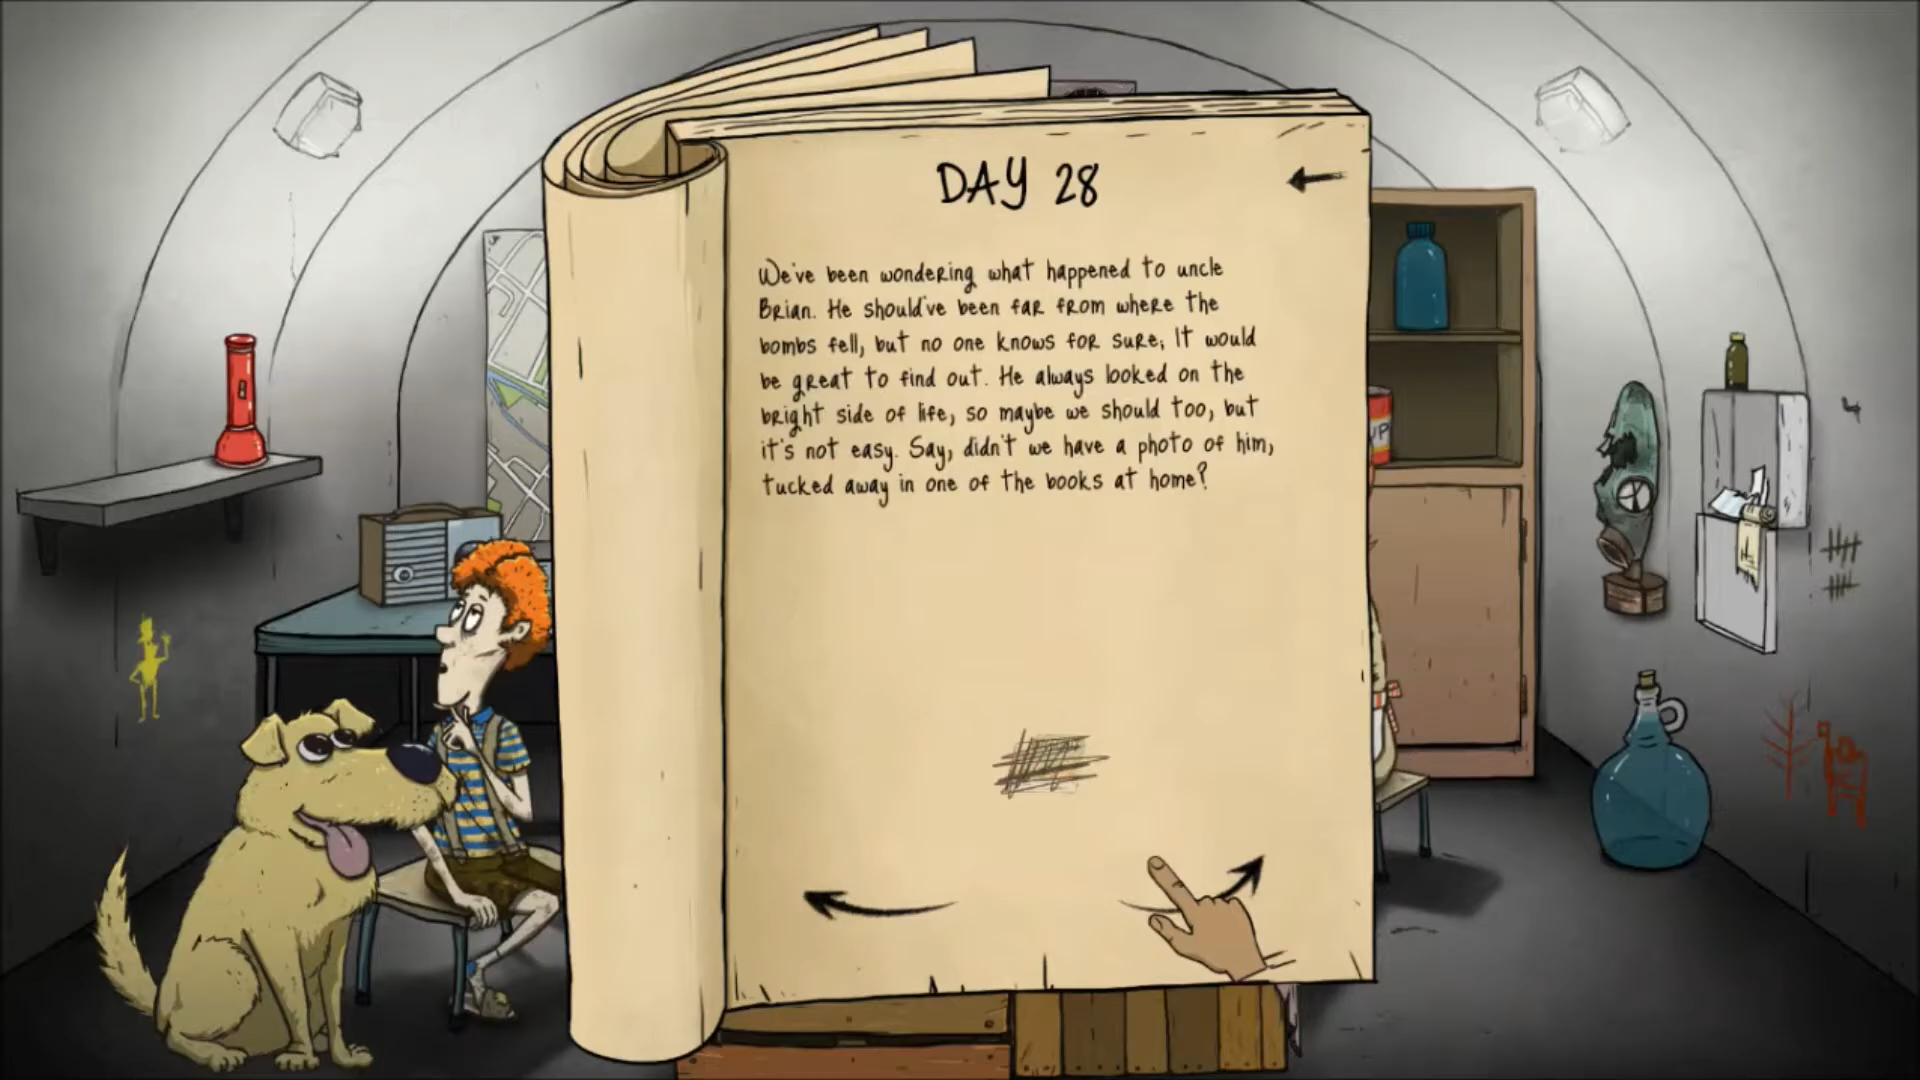 DAY 28
We've been wondering what happened to uncle
Brian. He should've been far from where the
bombs fell, but no one knows for sure; It would
be great to find out. He always looked on the
bright side of life, so maybe we should too, but
it's not easy. Say, didn't we have a photo of him,
tucked away in one of the books at home?
UP